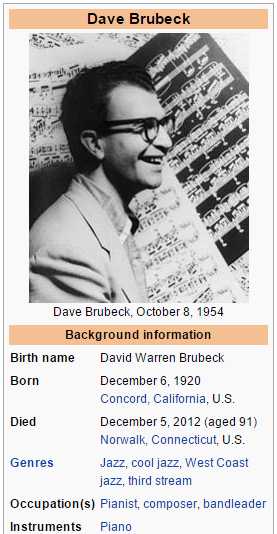 Dave Brubeck
Dave Brubeck, October 8, 1954
Background information
Birth name David Warren Brubeck
Born December 6, 1920
Concord, California, U.S.
Died December 5, 2012 (aged 91)
Norwalk, Connecticut, U.S.
Genres Jazz, cool jazz, West Coast
jazz, third stream
Occupation(s) Pianist, composer, bandleader
Instruments Piano